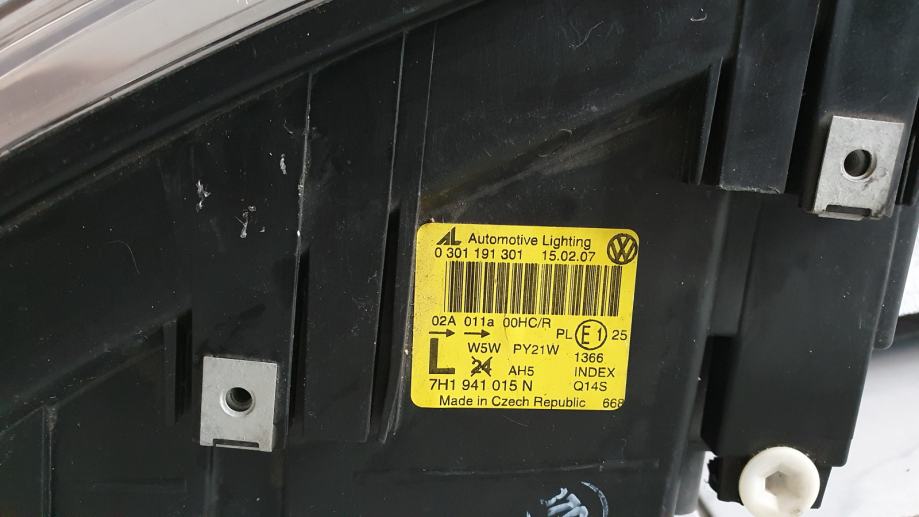 AL Automotive Lighting
0 301 191 301 15.02.07
02A 011a 00HC/R PL E1 25
L W5W PY21W 1366
24 AH5 INDEX
7H1 941 015 N Q14S
Made in Czech Republic 668